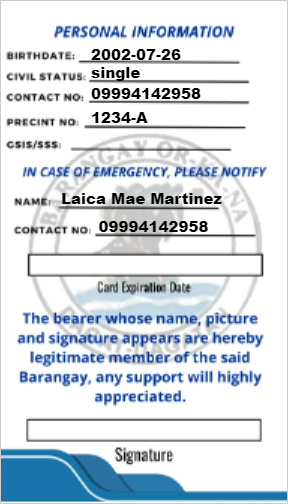 PERSONAL INFORMATION
BIRTHDATE: 2002-07-26
CIVIL STATUS: single
CONTACT NO: 09994142958
PRECINT NO: 1234-A
GSIS/SSS:
IN CASE OF EMERGENCY, PLEASE NOTIFY
NAME: Laica Mae Martinez
CONTACT NO: 09994142958
Card Expiration Date
The bearer whose name, picture
and signature appears are hereby
legitimate member of the said
Barangay, any support will highly
appreciated.
Signature